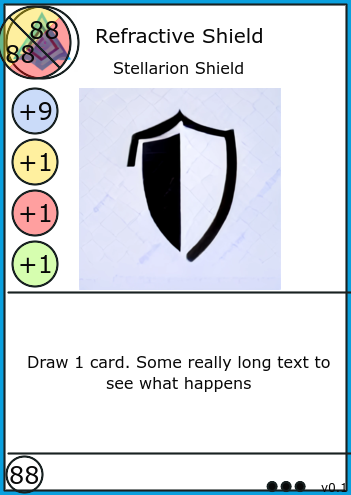 88
88
Refractive Shield
Stellarion Shield
+9
+1
+1
+1
Draw 1 card. Some really long text to
see what happens
88
v0.1